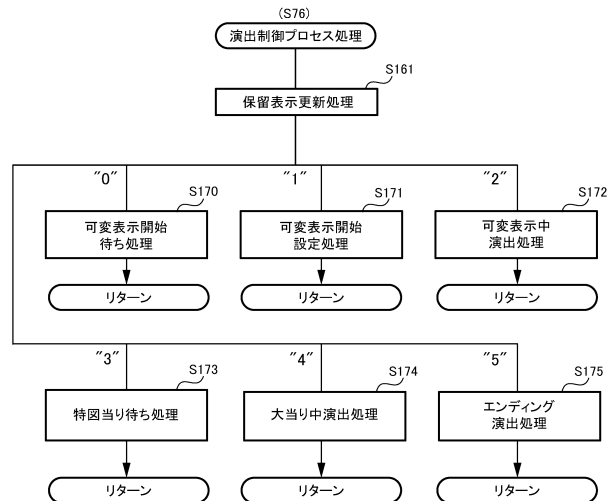 (S76)
演出制御プロセス処理
S161
保留表示更新処理
"0"
"1"
"2"
S170
S171
S172
可変表示開始
待ち処理
可変表示開始
設定処理
可変表示中
演出処理
リターン
リターン
リターン
"3"
"4"
"5"
S173
S174
S175
特図当り待ち処理
大当り中演出処理
エンディング
演出処理
リターン
リターン
リターン